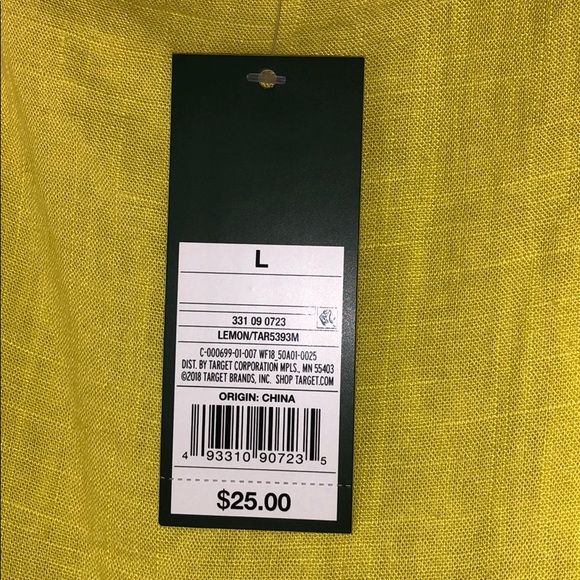 L
331 09 0723
LEMON/TAR5393M
C-000699-01-007 WF18_50A01-0025
DIST. BY TARGET CORPORATION MPLS., MN 55403
©2018 TARGET BRANDS, INC. SHOP TARGET.COM
ORIGIN: CHINA
4 93310 90723 5
$25.00